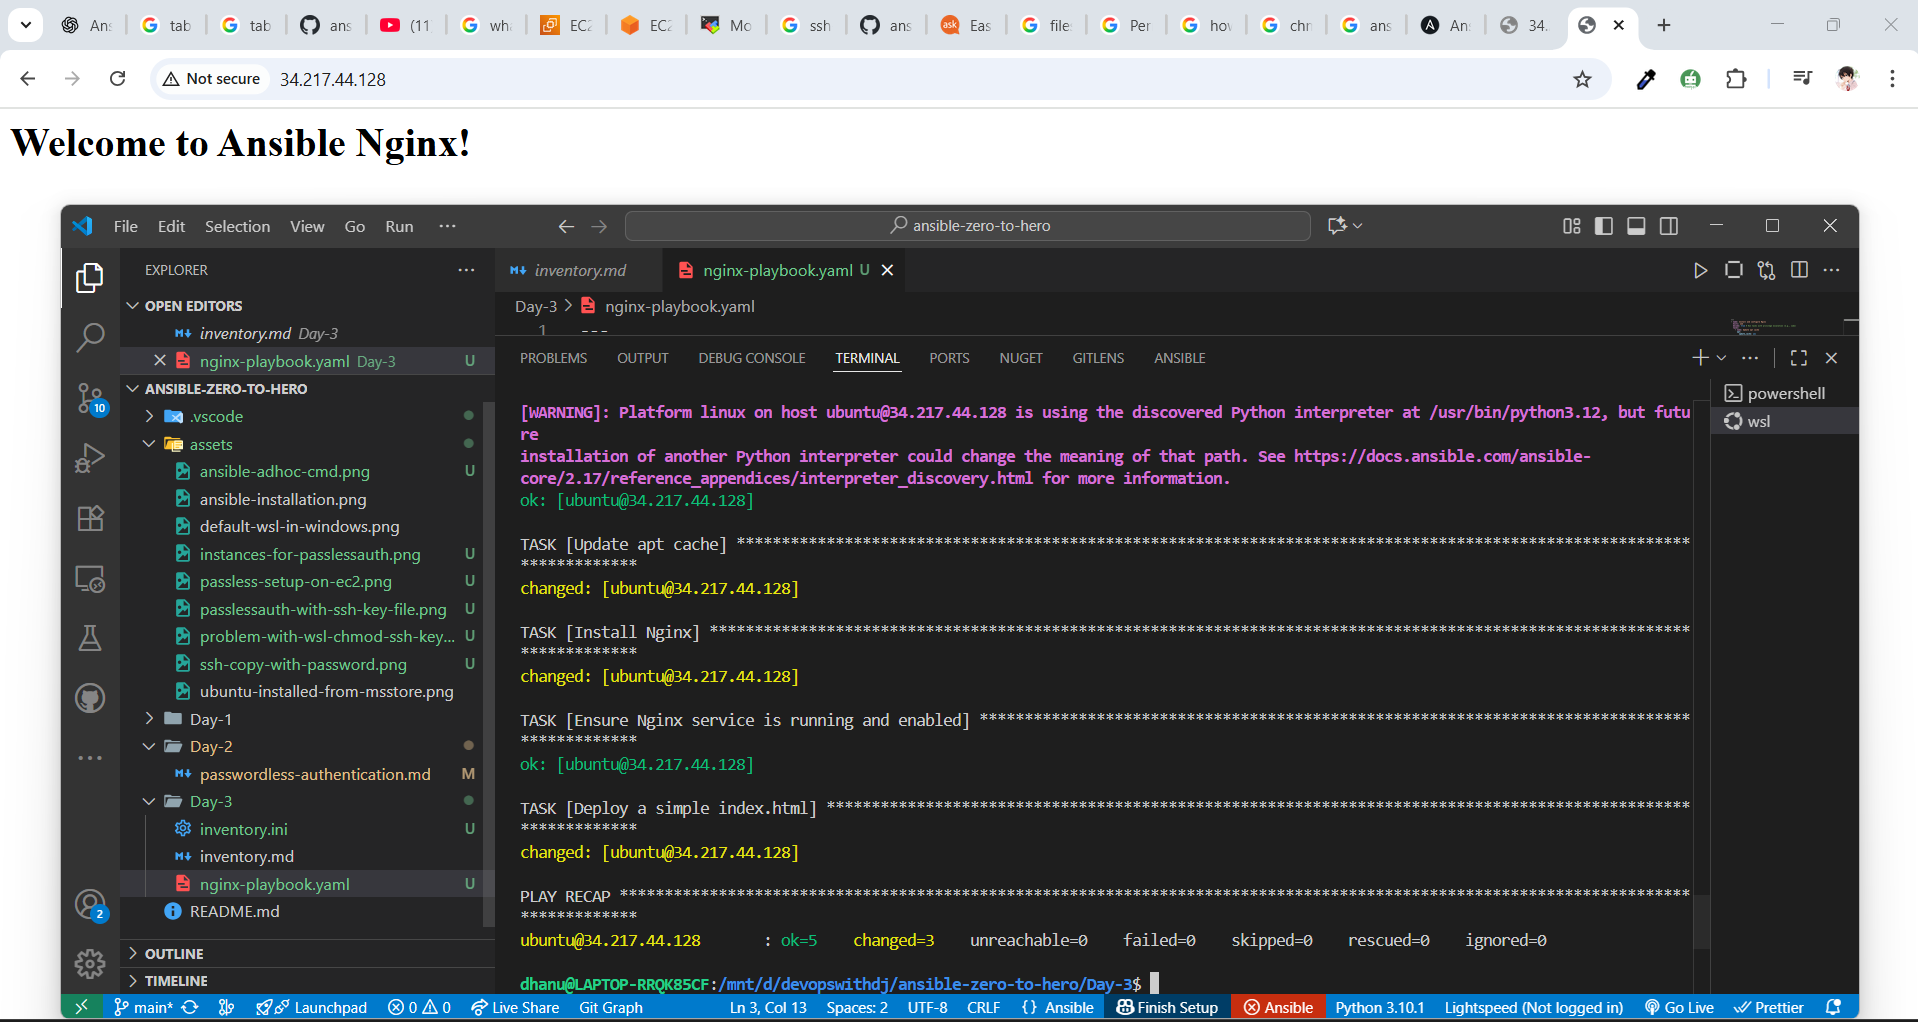 Ans
tab
tab
ans
(11
wha
EC2
EC2
Mo
ssh
ans
Eas
file
Per
hov
chr
ans
An
34.
Not secure
34.217.44.128
Welcome to Ansible Nginx!
File Edit Selection View Go Run ···
ansible-zero-to-hero
EXPLORER
inventory.md
nginx-playbook.yaml U
OPEN EDITORS
Day-3 > nginx-playbook.yaml
inventory.md Day-3
1 ---
nginx-playbook.yaml Day-3 U
PROBLEMS OUTPUT DEBUG CONSOLE TERMINAL PORTS NUGET GITLENS ANSIBLE
ANSIBLE-ZERO-TO-HERO
.vscode
assets
ansible-adhoc-cmd.png U
ansible-installation.png
default-wsl-in-windows.png
instances-for-passlessauth.png U
passless-setup-on-ec2.png U
passlessauth-with-ssh-key-file.png U
problem-with-wsl-chmod-ssh-key... U
ssh-copy-with-password.png U
ubuntu-installed-from-msstore.png
Day-1
Day-2
passwordless-authentication.md M
Day-3
inventory.ini U
inventory.md
nginx-playbook.yaml U
README.md
OUTLINE
TIMELINE
10
2
[WARNING]: Platform linux on host ubuntu@34.217.44.128 is using the discovered Python interpreter at /usr/bin/python3.12, but futu
re
installation of another Python interpreter could change the meaning of that path. See https://docs.ansible.com/ansible-
core/2.17/reference_appendices/interpreter_discovery.html for more information.
ok: [ubuntu@34.217.44.128]
TASK [Update apt cache] **********************************************************************************************************
*************
changed: [ubuntu@34.217.44.128]
TASK [Install Nginx] *************************************************************************************************************
*************
changed: [ubuntu@34.217.44.128]
TASK [Ensure Nginx service is running and enabled] *******************************************************************************
*************
ok: [ubuntu@34.217.44.128]
TASK [Deploy a simple index.html] ************************************************************************************************
*************
changed: [ubuntu@34.217.44.128]
PLAY RECAP ***********************************************************************************************************************
*************
ubuntu@34.217.44.128 : ok=5 changed=3 unreachable=0 failed=0 skipped=0 rescued=0 ignored=0
dhanu@LAPTOP-RRQK85CF:/mnt/d/devopswithdj/ansible-zero-to-hero/Day-3$
powershell
wsl
main* Launchpad 0 0 Live Share Git Graph Ln 3, Col 13 Spaces: 2 UTF-8 CRLF {} Ansible Finish Setup Ansible Python 3.10.1 Lightspeed (Not logged in) Go Live Prettier